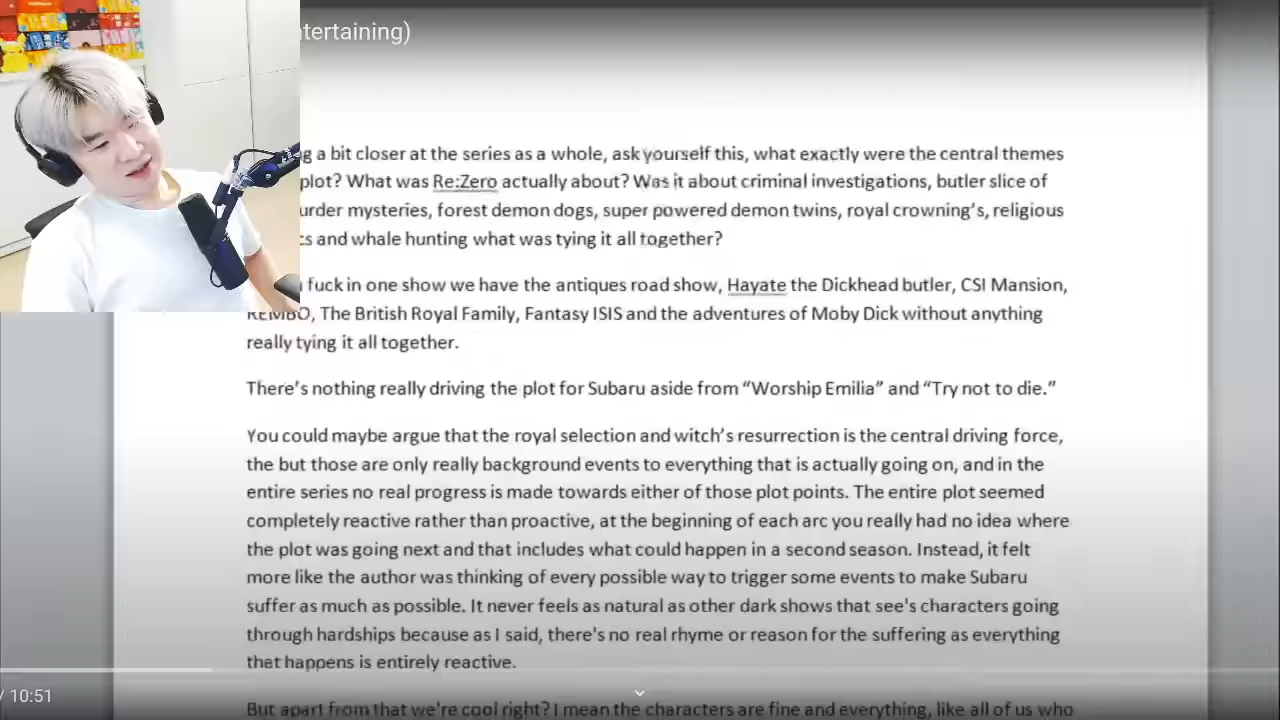 ntertaining)
g a bit closer at the series as a whole, ask yourself this, what exactly were the central themes
plot? What was Re:Zero actually about? Was it about criminal investigations, butler slice of
urder mysteries, forest demon dogs, super powered demon twins, royal crowning's, religious
cs and whale hunting what was tying it all together?
fuck in one show we have the antiques road show, Hayate the Dickhead butler, CSI Mansion,
REMBO, The British Royal Family, Fantasy ISIS and the adventures of Moby Dick without anything
really tying it all together.
There's nothing really driving the plot for Subaru aside from “Worship Emilia” and “Try not to die.”
You could maybe argue that the royal selection and witch's resurrection is the central driving force,
the but those are only really background events to everything that is actually going on, and in the
entire series no real progress is made towards either of those plot points. The entire plot seemed
completely reactive rather than proactive, at the beginning of each arc you really had no idea where
the plot was going next and that includes what could happen in a second season. Instead, it felt
more like the author was thinking of every possible way to trigger some events to make Subaru
suffer as much as possible. It never feels as natural as other dark shows that see's characters going
through hardships because as I said, there's no real rhyme or reason for the suffering as everything
that happens is entirely reactive.
/ 10:51
But apart from that we're cool right? I mean the characters are fine and everything, like all of us who